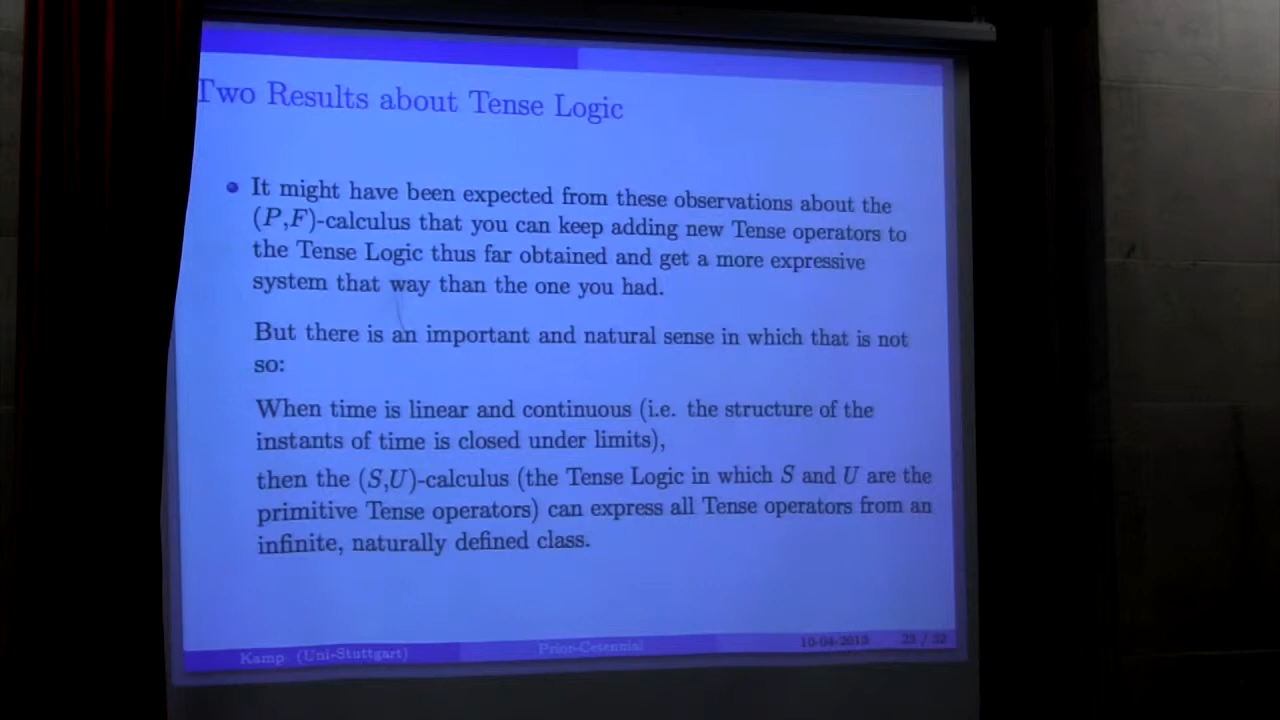 Two Results about Tense Logic
It might have been expected from these observations about the
(P,F)-calculus that you can keep adding new Tense operators to
the Tense Logic thus far obtained and get a more expressive
system that way than the one you had.
But there is an important and natural sense in which that is not
so:
When time is linear and continuous (i.e. the structure of the
instants of time is closed under limits),
then the (S,U)-calculus (the Tense Logic in which S and U are the
primitive Tense operators) can express all Tense operators from an
infinite, naturally defined class.
Kamp (Uni-Stuttgart) Prior-Cetennial 10-04-2013 / 32